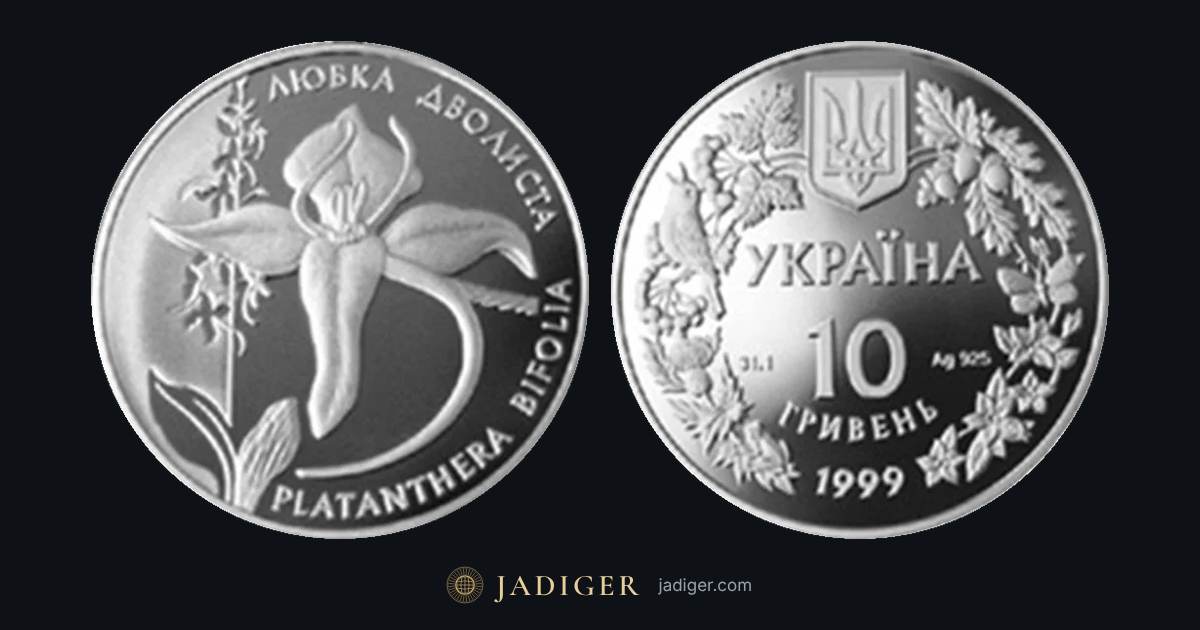 ЛЮБКА ДВОЛИСТА
PLATANTHERA BIFOLIA
УКРАЇНА
31.1
10
Ag 925
ГРИВЕНЬ
1999
JADIGER
jadiger.com